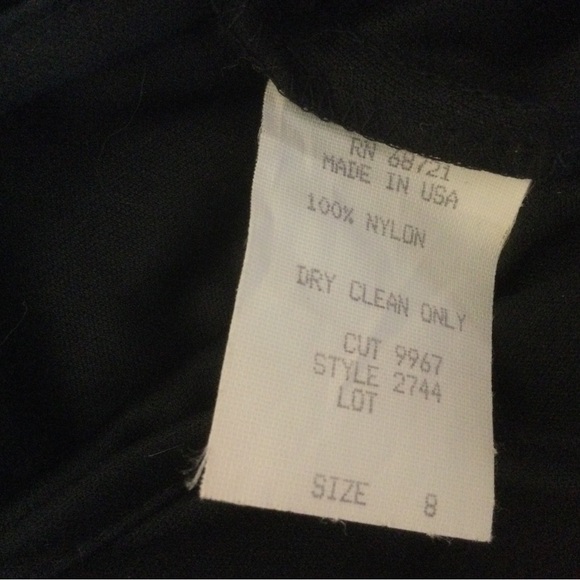 RN 68721
MADE IN USA
100% NYLON
DRY CLEAN ONLY
CUT 9967
STYLE 2744
LOT
SIZE 8